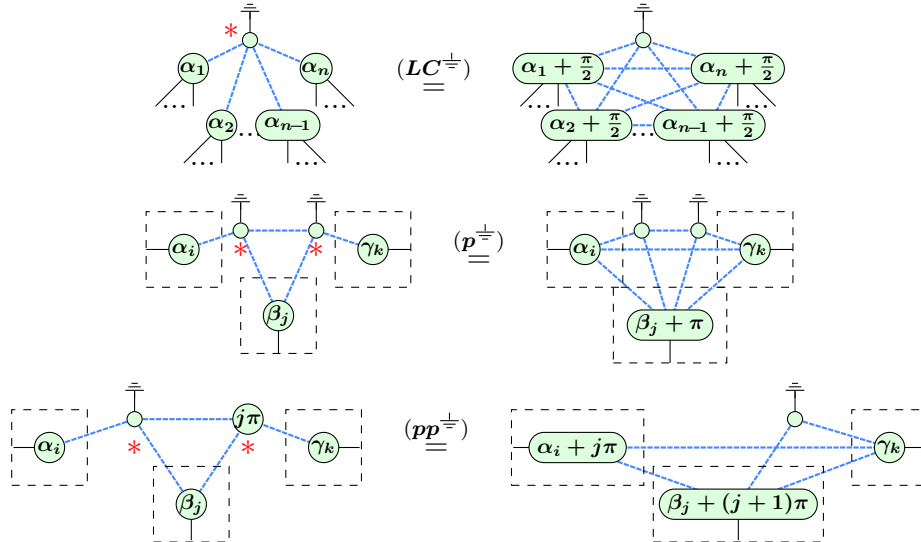 * α₁ αₙ α₂ ... αₙ₋₁ ... ... ... ... (LC⏚) = α₁ + π/2 αₙ + π/2 α₂ + π/2 ... αₙ₋₁ + π/2 ... ... ... ...
αᵢ * * γₖ βⱼ (p⏚) = αᵢ γₖ βⱼ + π
αᵢ * jπ * γₖ βⱼ (pp⏚) = αᵢ + jπ γₖ βⱼ + (j + 1)π